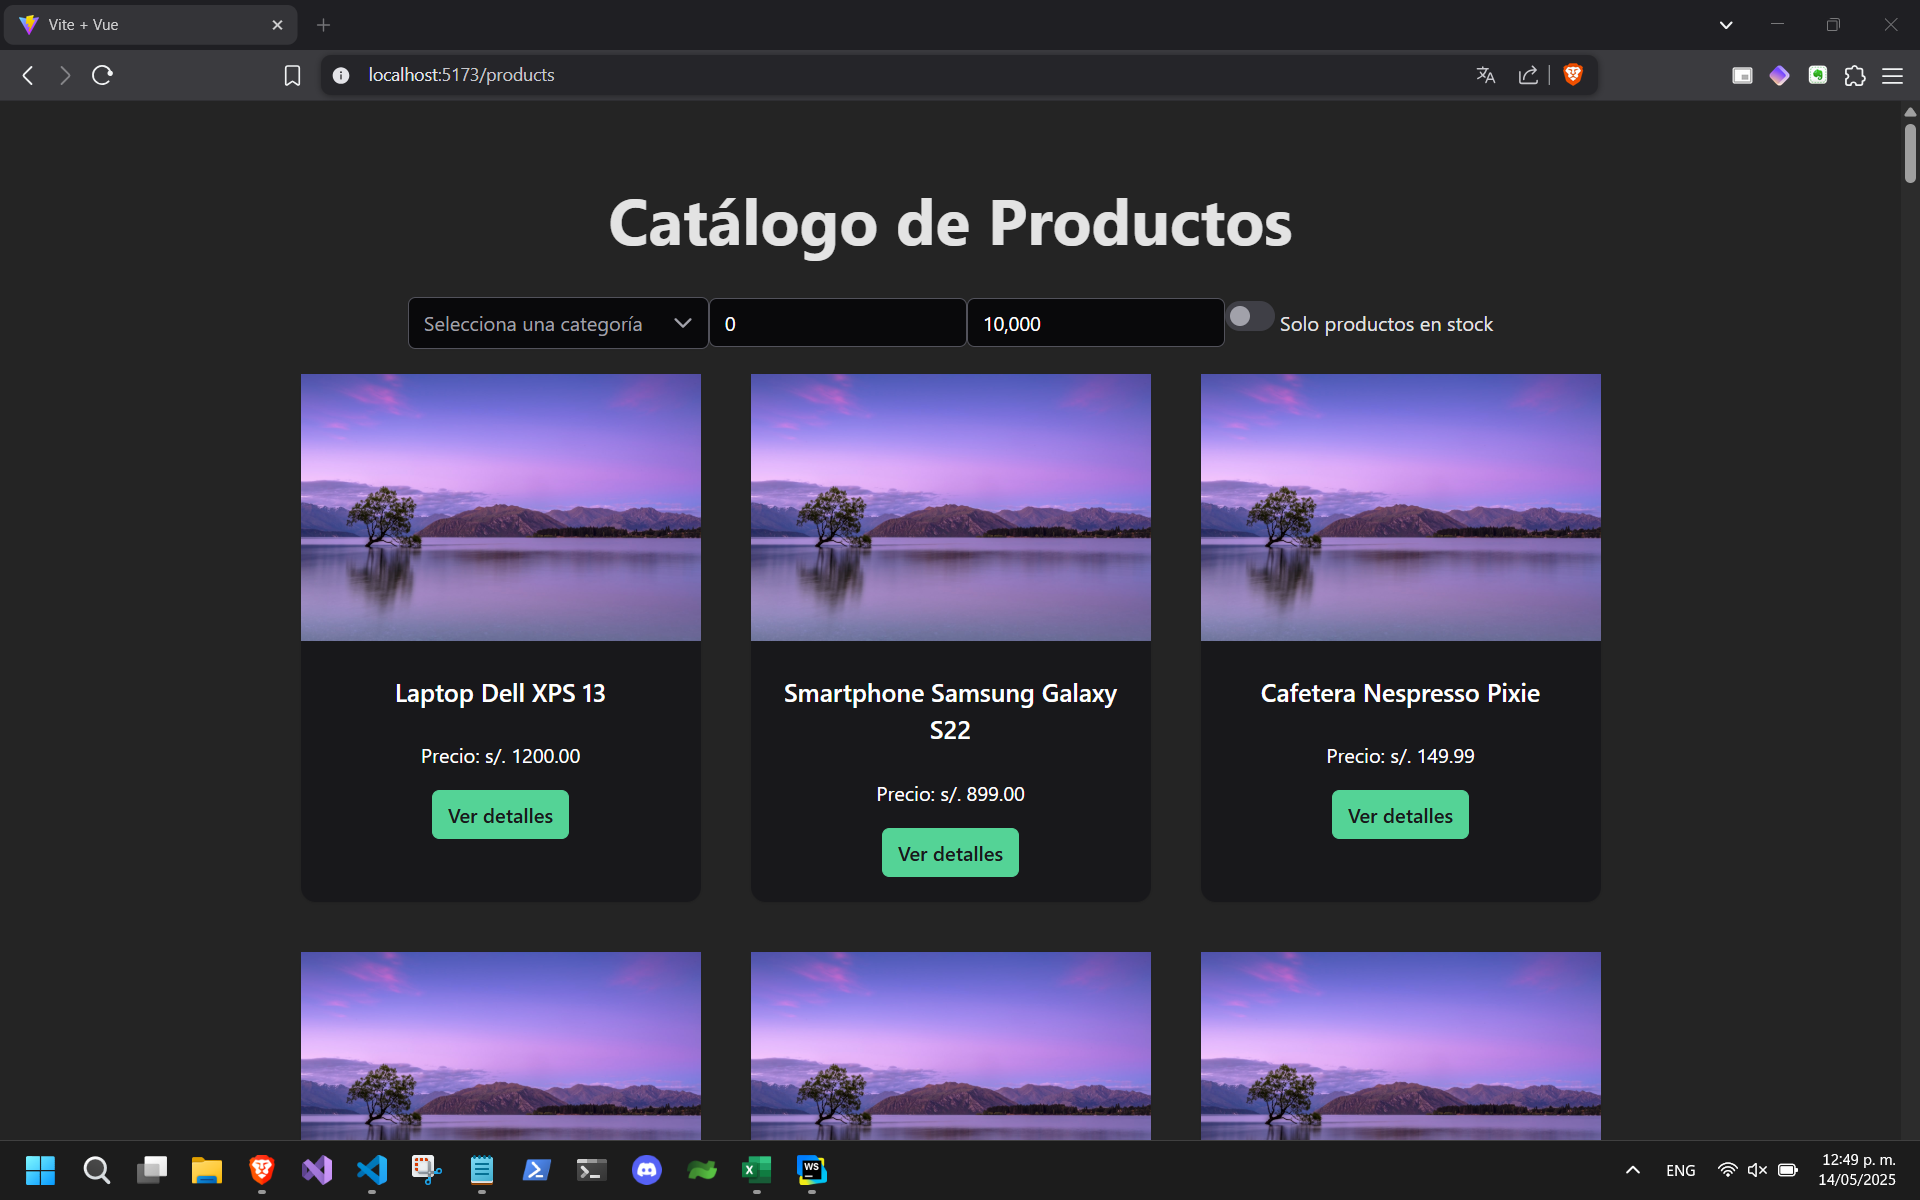 Vite + Vue
localhost:5173/products
Catálogo de Productos
Selecciona una categoría
0
10,000
Solo productos en stock
Laptop Dell XPS 13
Precio: s/. 1200.00
Ver detalles
Smartphone Samsung Galaxy
S22
Precio: s/. 899.00
Ver detalles
Cafetera Nespresso Pixie
Precio: s/. 149.99
Ver detalles
WS
ENG
12:49 p. m.
14/05/2025